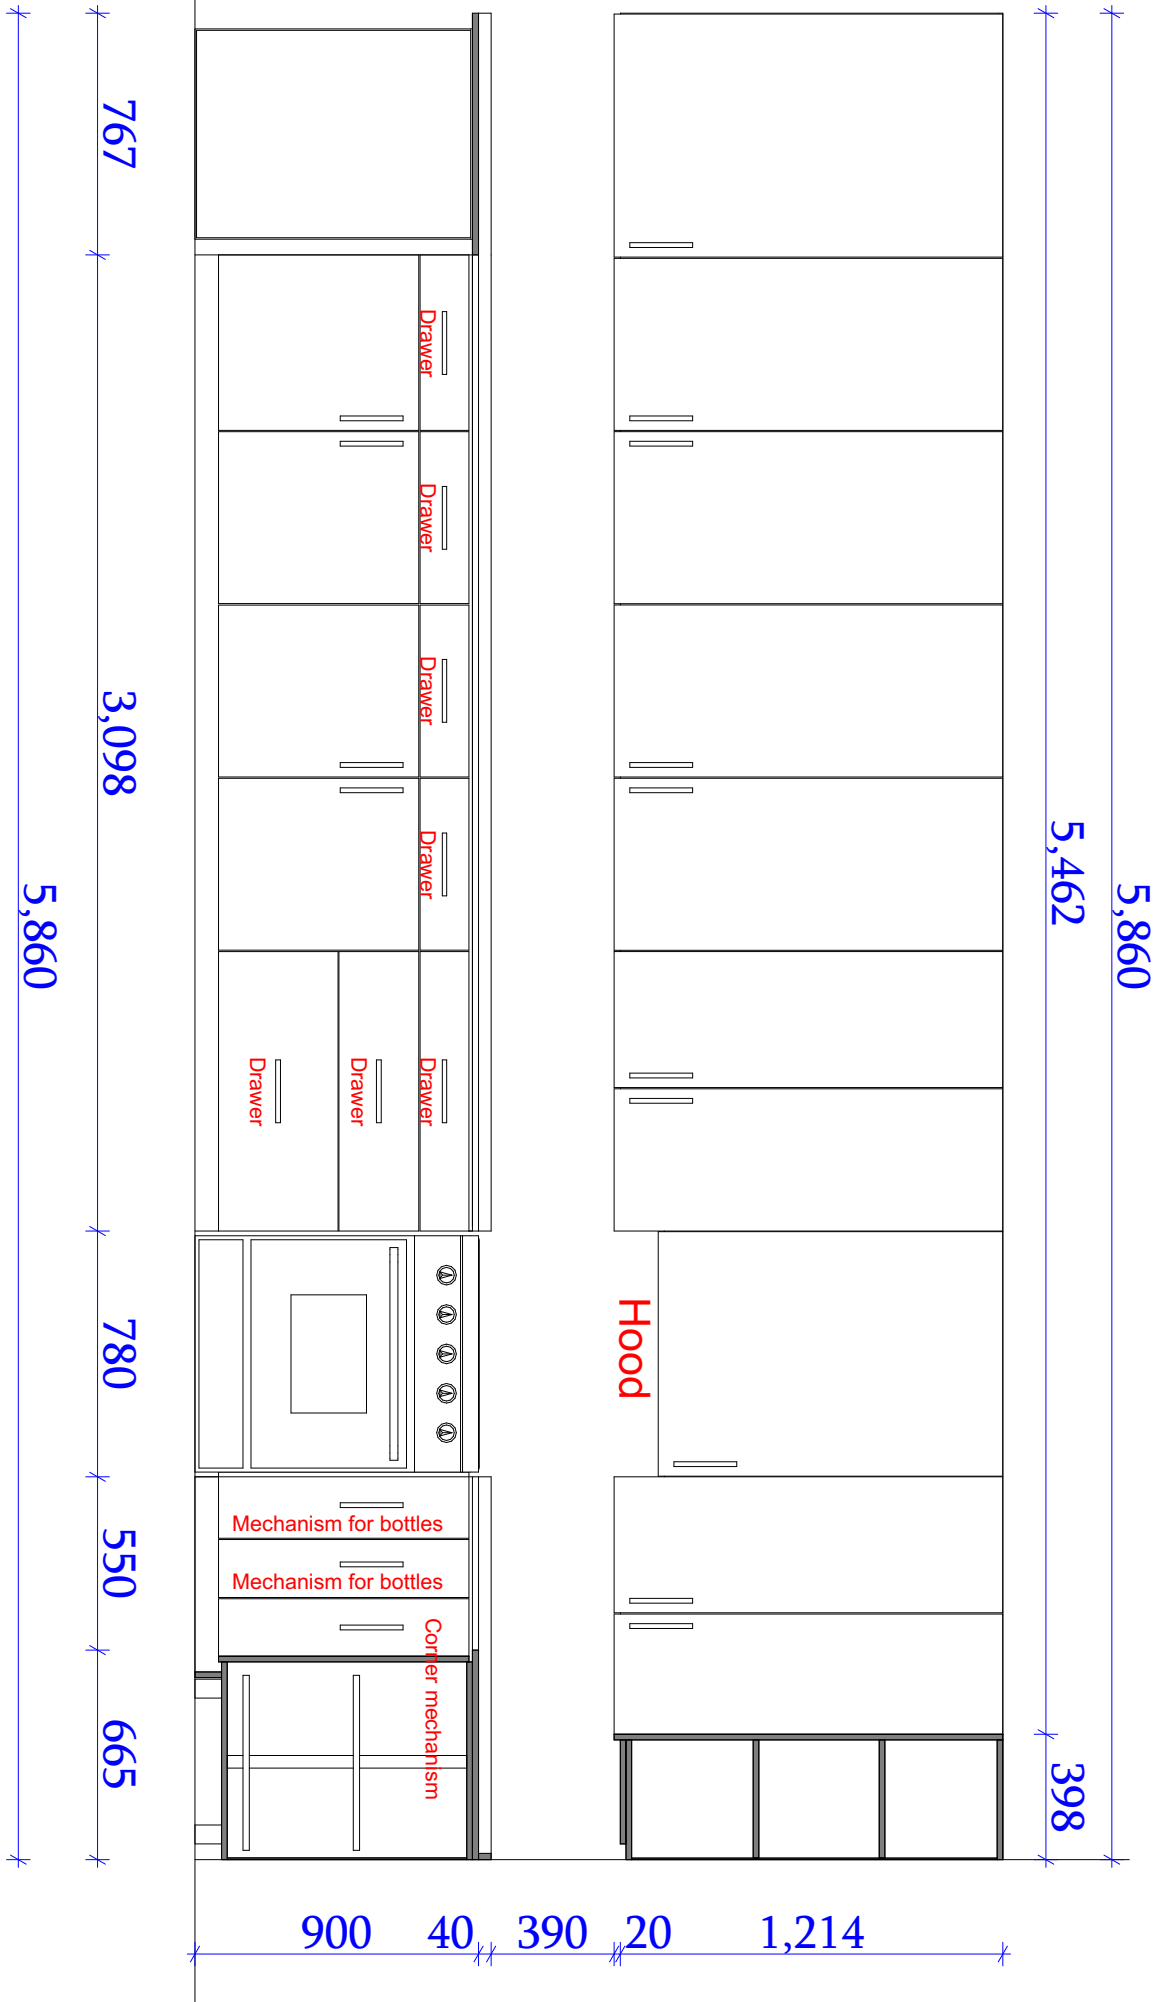 5,860
5,462
398
Hood
Drawer
Drawer
Drawer
Drawer
Drawer
Drawer
Drawer
Mechanism for bottles
Mechanism for bottles
Corner mechanism
767
3,098
780
550
665
5,860
900
40
390
20
1,214